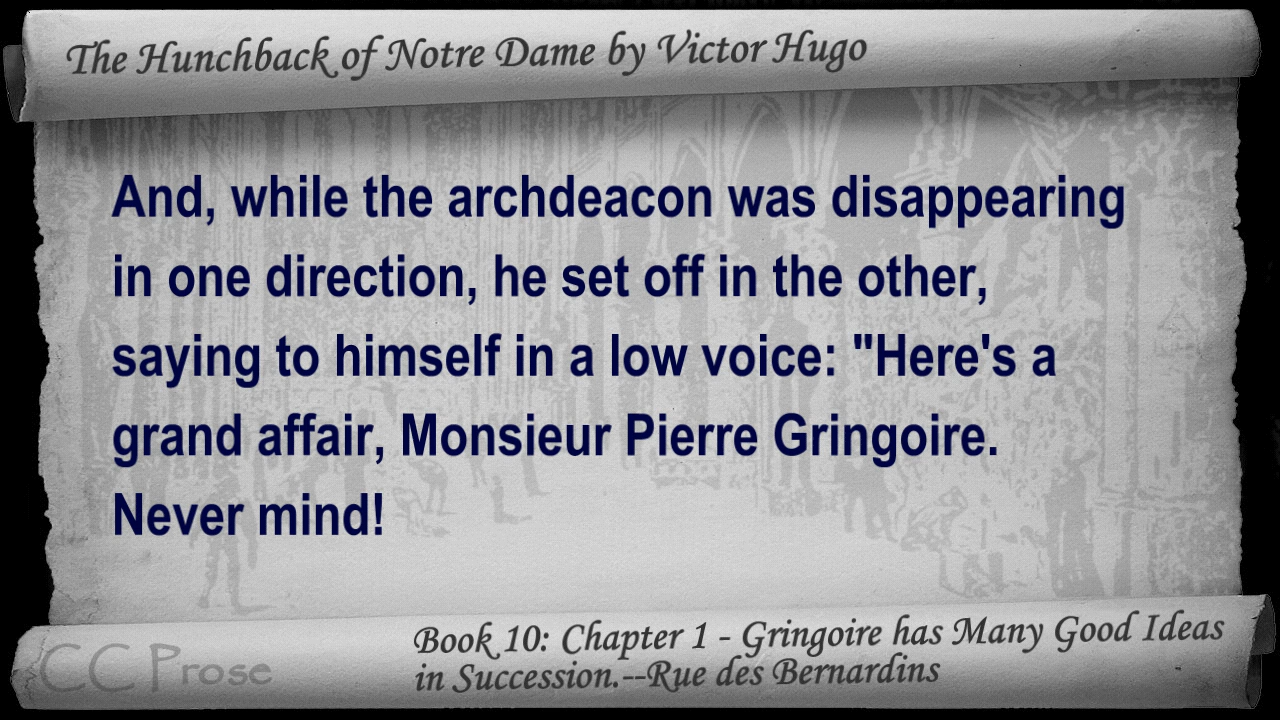 The Hunchback of Notre Dame by Victor Hugo
And, while the archdeacon was disappearing
in one direction, he set off in the other,
saying to himself in a low voice: "Here's a
grand affair, Monsieur Pierre Gringoire.
Never mind!
Book 10: Chapter 1 - Gringoire has Many Good Ideas
in Succession.--Rue des Bernardins
CC Prose